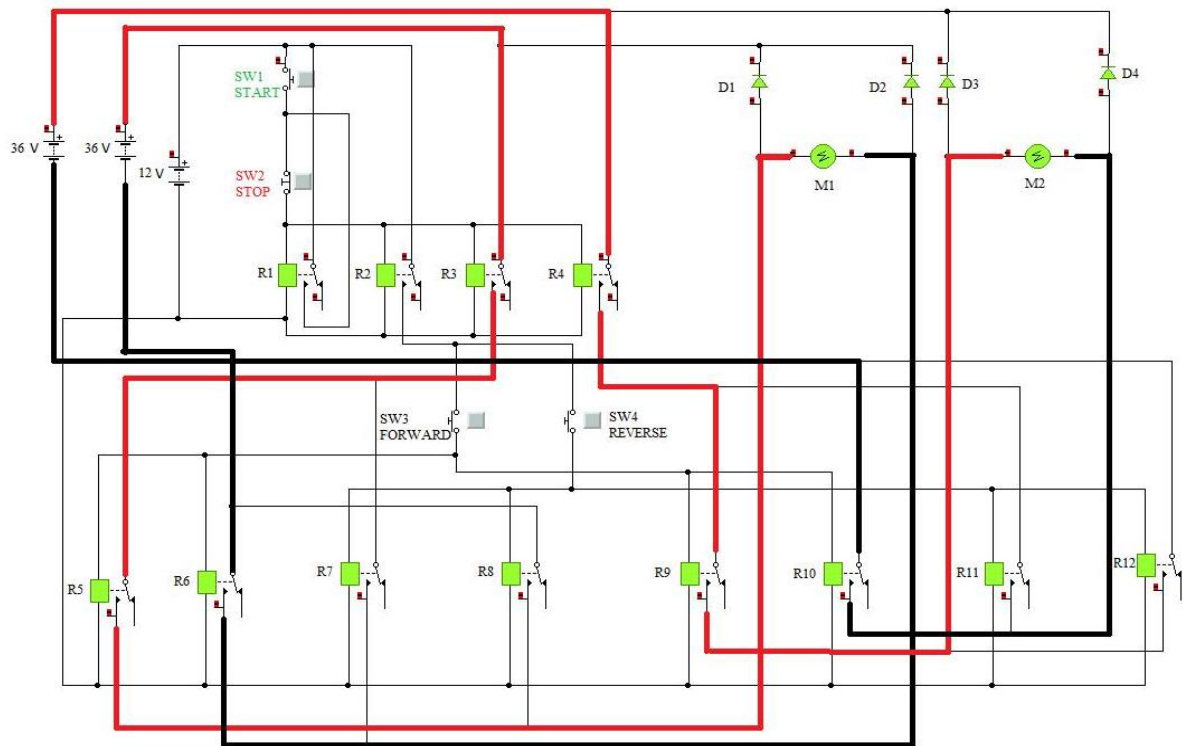 SW1
START
D1
D2
D3
D4
36 V
36 V
12 V
SW2
STOP
M1
M2
R1
R2
R3
R4
SW3
FORWARD
SW4
REVERSE
R5
R6
R7
R8
R9
R10
R11
R12